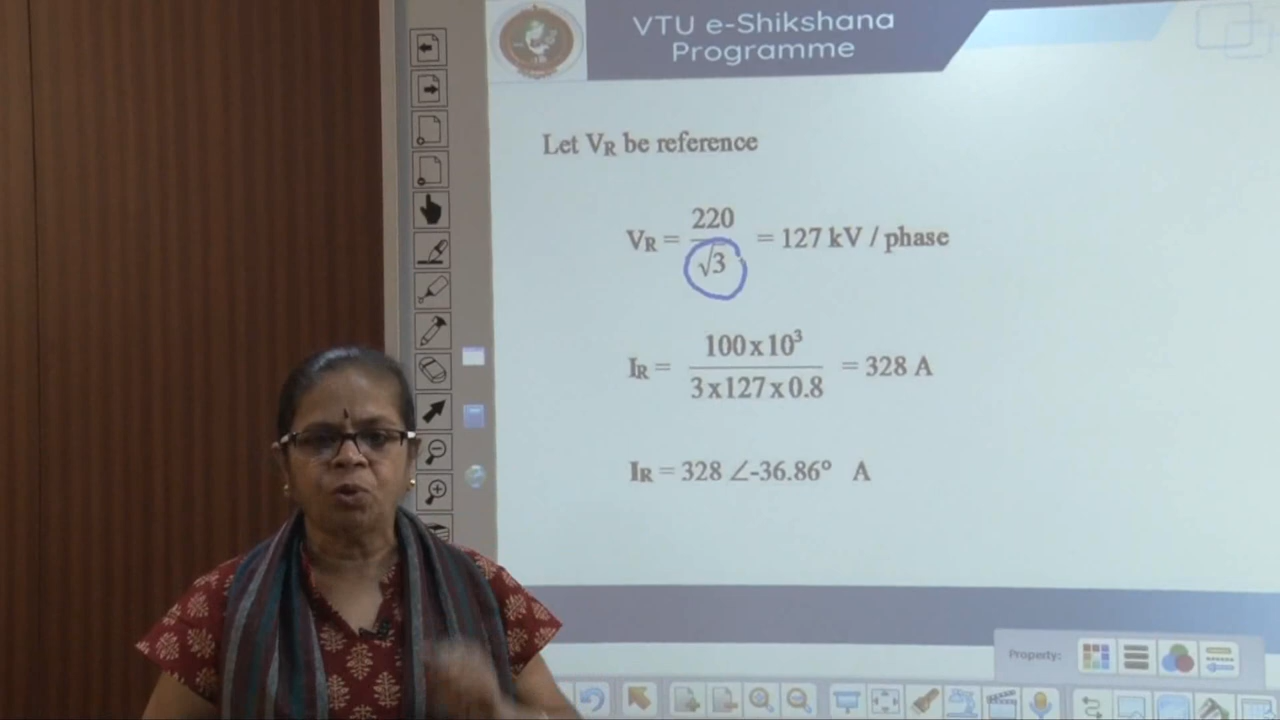 VTU e-Shikshana
Programme
Let VR be reference
VR = 220 / √3 = 127 kV / phase
IR = 100 x 10³ / 3 x 127 x 0.8 = 328 A
IR = 328 ∠-36.86º A
Property: